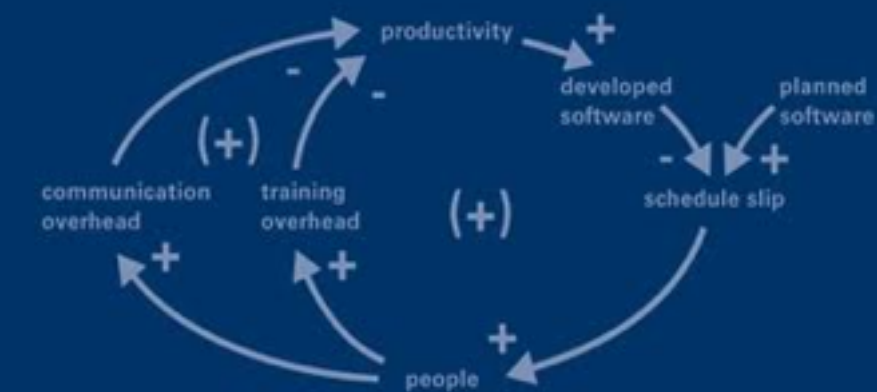 productivity
+
developed
software
planned
software
-
-
(+)
-
+
communication
overhead
training
overhead
(+)
schedule slip
+
+
+
people